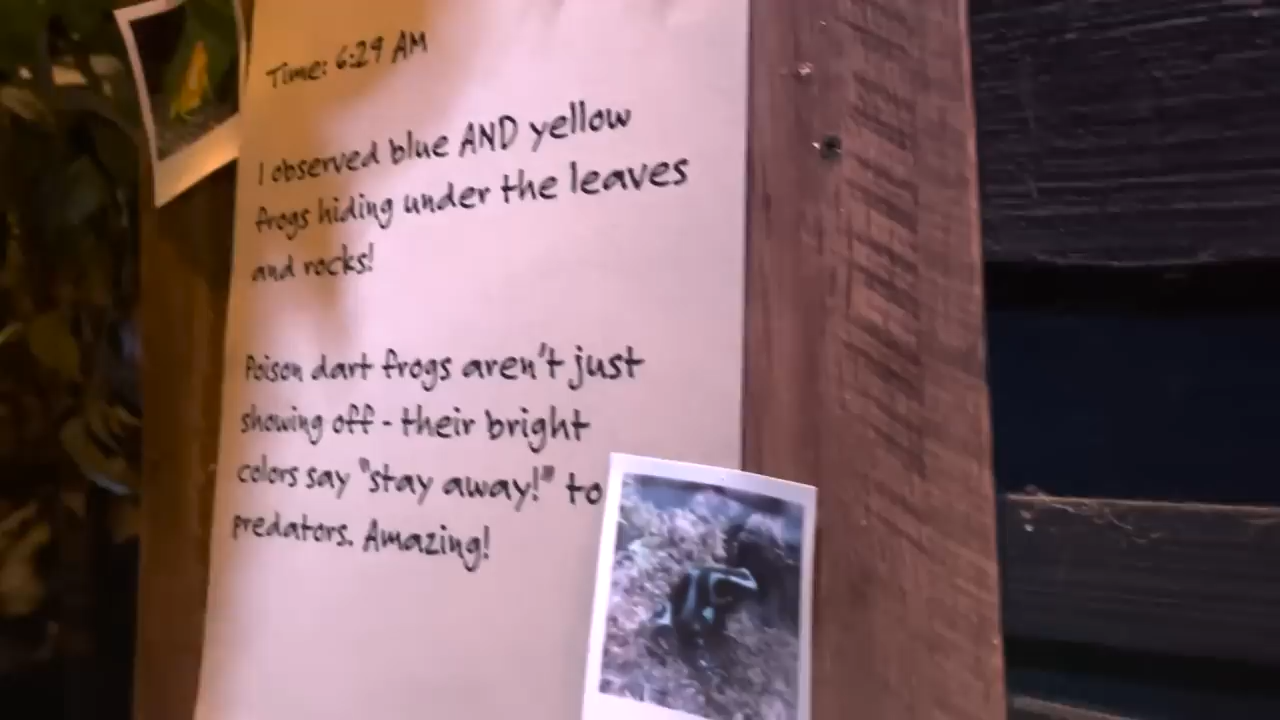 Time: 6:29 AM
I observed blue AND yellow
frogs hiding under the leaves
and rocks!
Poison dart frogs aren't just
showing off - their bright
colors say "stay away!" to
predators. Amazing!